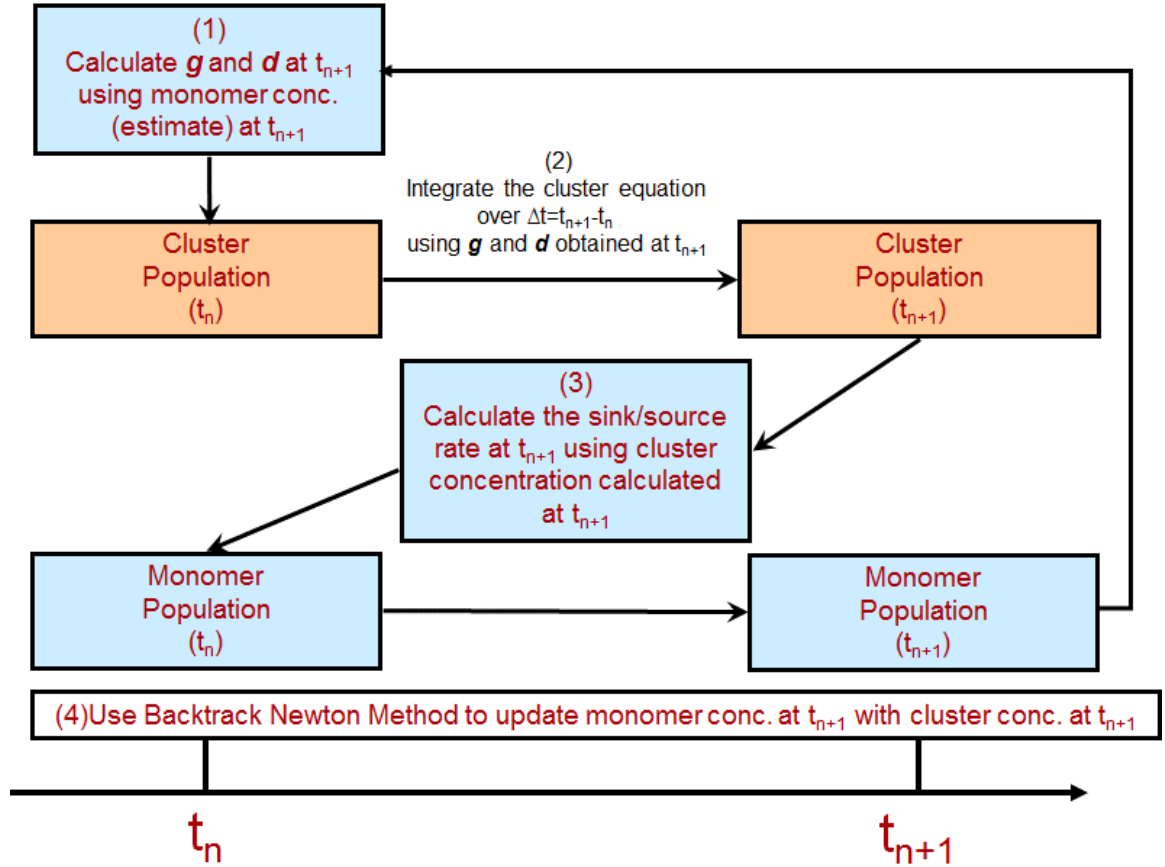 (1)
Calculate g and d at tn+1
using monomer conc.
(estimate) at tn+1
(2)
Integrate the cluster equation
over Δt=tn+1-tn
using g and d obtained at tn+1
Cluster
Population
(tn)
Cluster
Population
(tn+1)
(3)
Calculate the sink/source
rate at tn+1 using cluster
concentration calculated
at tn+1
Monomer
Population
(tn)
Monomer
Population
(tn+1)
(4)Use Backtrack Newton Method to update monomer conc. at tn+1 with cluster conc. at tn+1
tn
tn+1